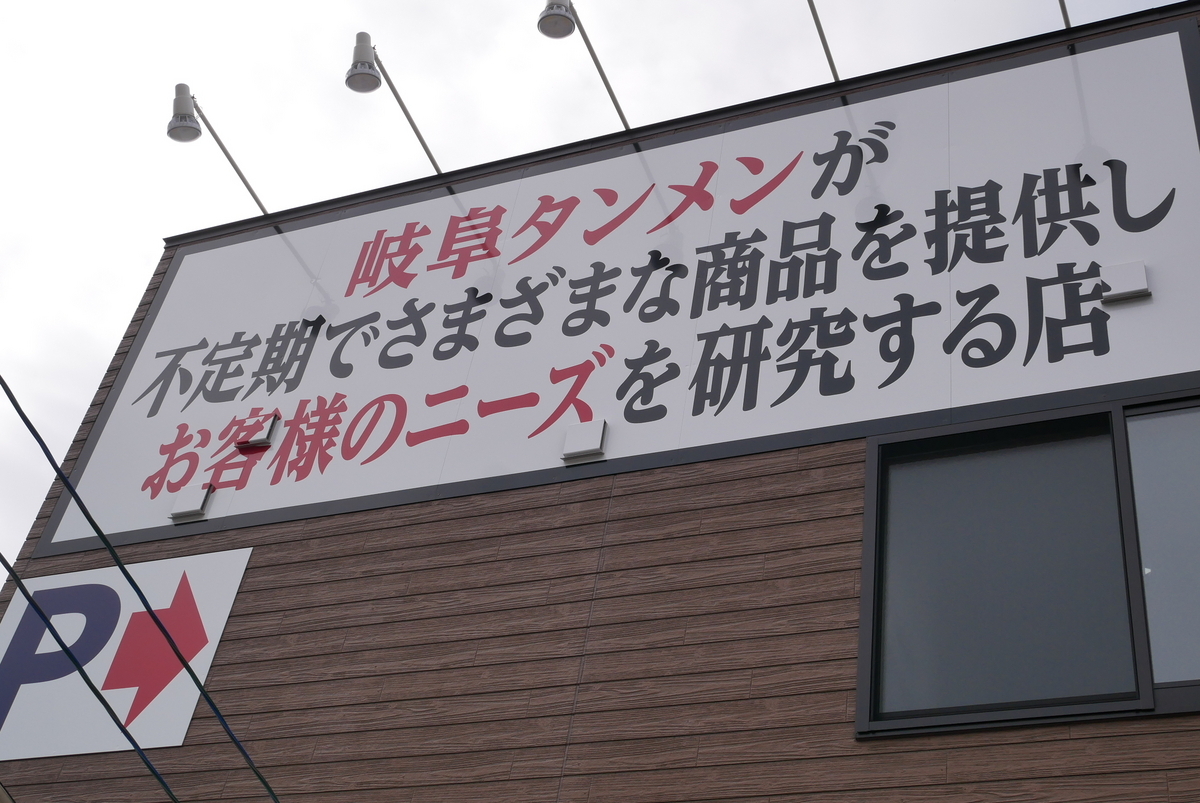 岐阜タンメンが
不定期でさまざまな商品を提供し
お客様のニーズを研究する店
P